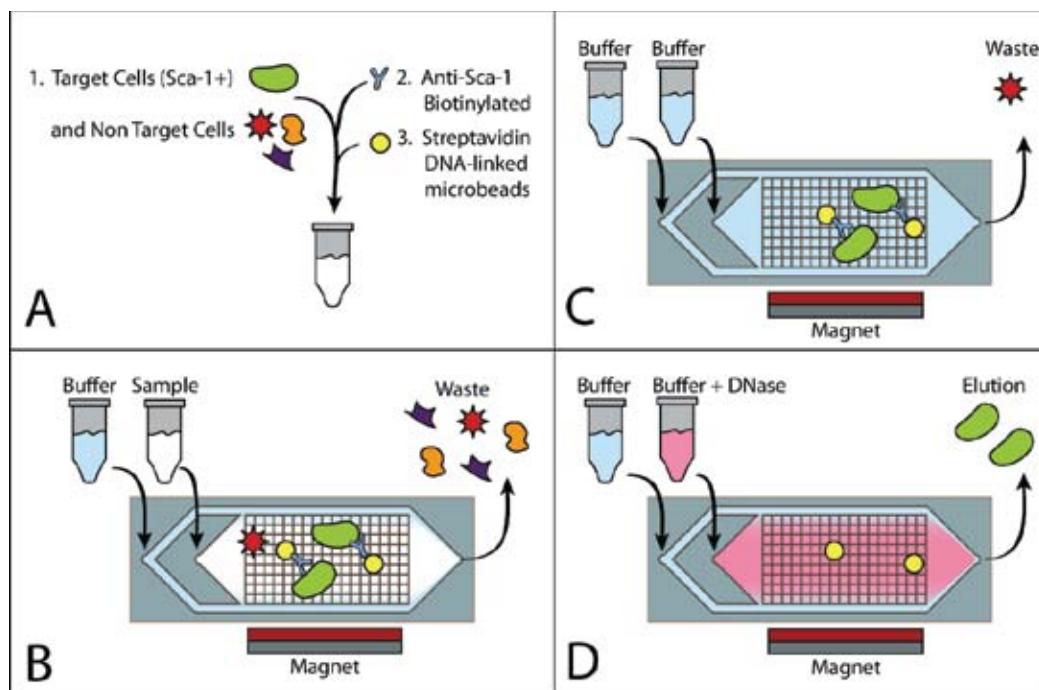 1. Target Cells (Sca-1+)
and Non Target Cells
2. Anti-Sca-1
Biotinylated
3. Streptavidin
DNA-linked
microbeads
A
Buffer Sample
Waste
Magnet
B
Buffer Buffer
Waste
Magnet
C
Buffer Buffer + DNase
Elution
Magnet
D